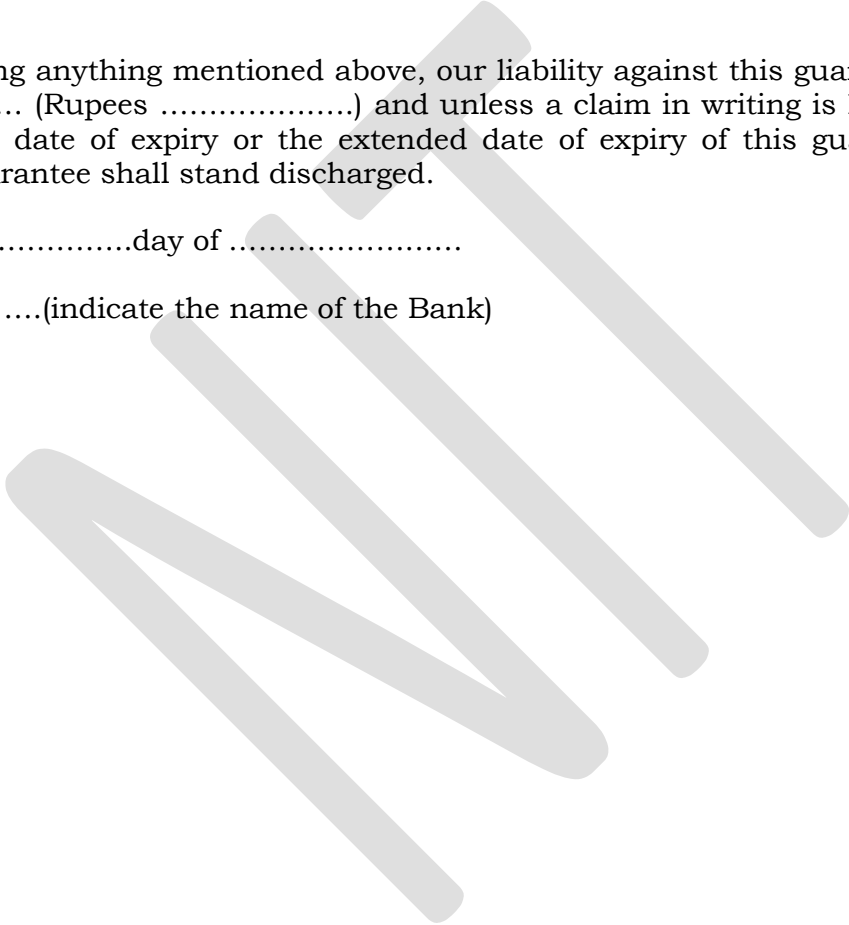 ng anything mentioned above, our liability against this guar
… (Rupees ………………….) and unless a claim in writing is
date of expiry or the extended date of expiry of this gua
rantee shall stand discharged.
……………day of ……………………
….(indicate the name of the Bank)
NIT